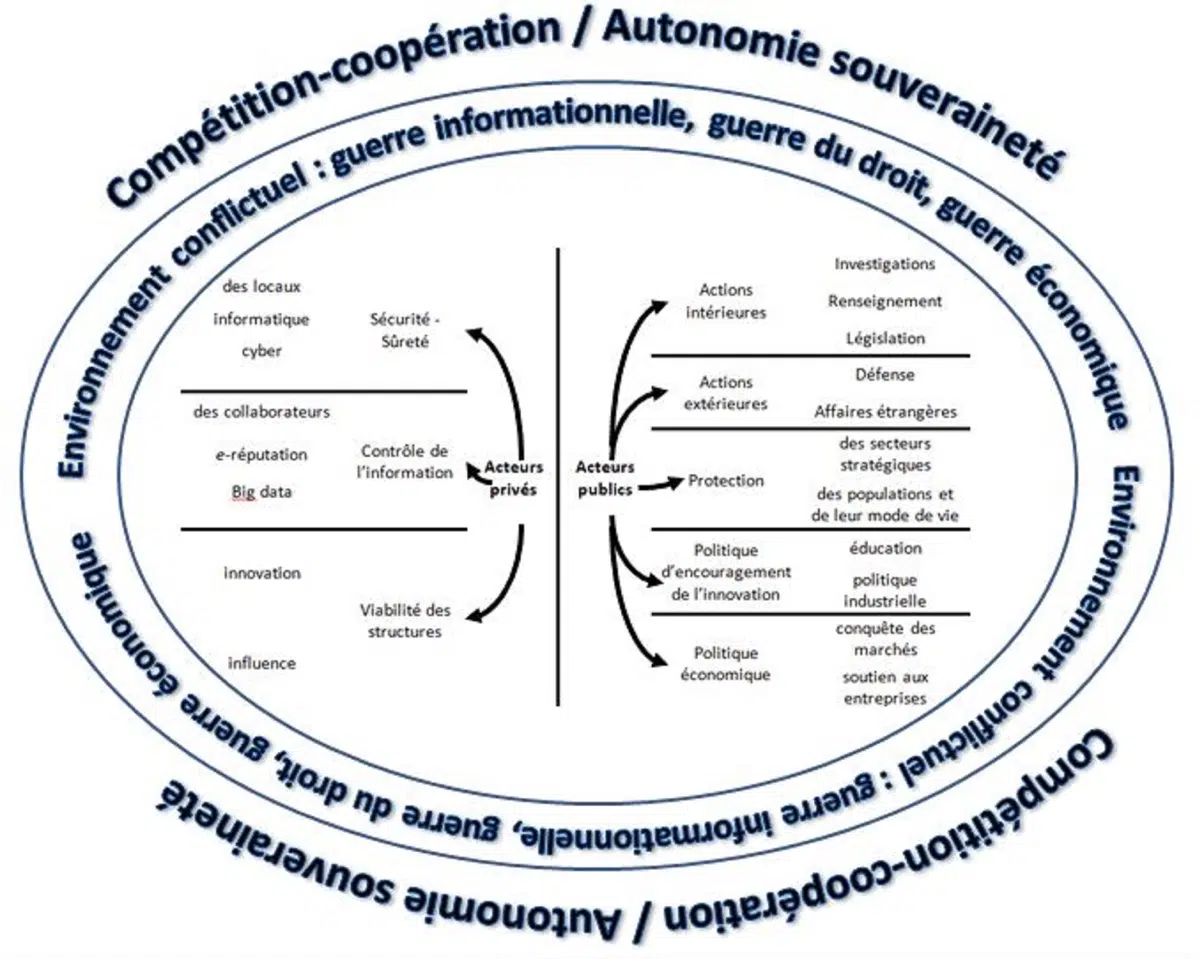 Compétition-coopération / Autonomie souveraineté
Environnement conflictuel : guerre informationnelle, guerre du droit, guerre économique
des locaux
informatique
cyber
Sécurité -
Sûreté
des collaborateurs
e-réputation
Big data
Contrôle de
l'information
innovation
influence
Viabilité des
structures
Acteurs
privés
Acteurs
publics
Actions
intérieures
Investigations
Renseignement
Législation
Actions
extérieures
Défense
Affaires étrangères
Protection
des secteurs
stratégiques
des populations et
de leur mode de vie
Politique
d'encouragement
de l'innovation
éducation
politique
industrielle
Politique
économique
conquête des
marchés
soutien aux
entreprises
Environnement conflictuel : guerre informationnelle, guerre du droit, guerre économique
Compétition-coopération / Autonomie souveraineté